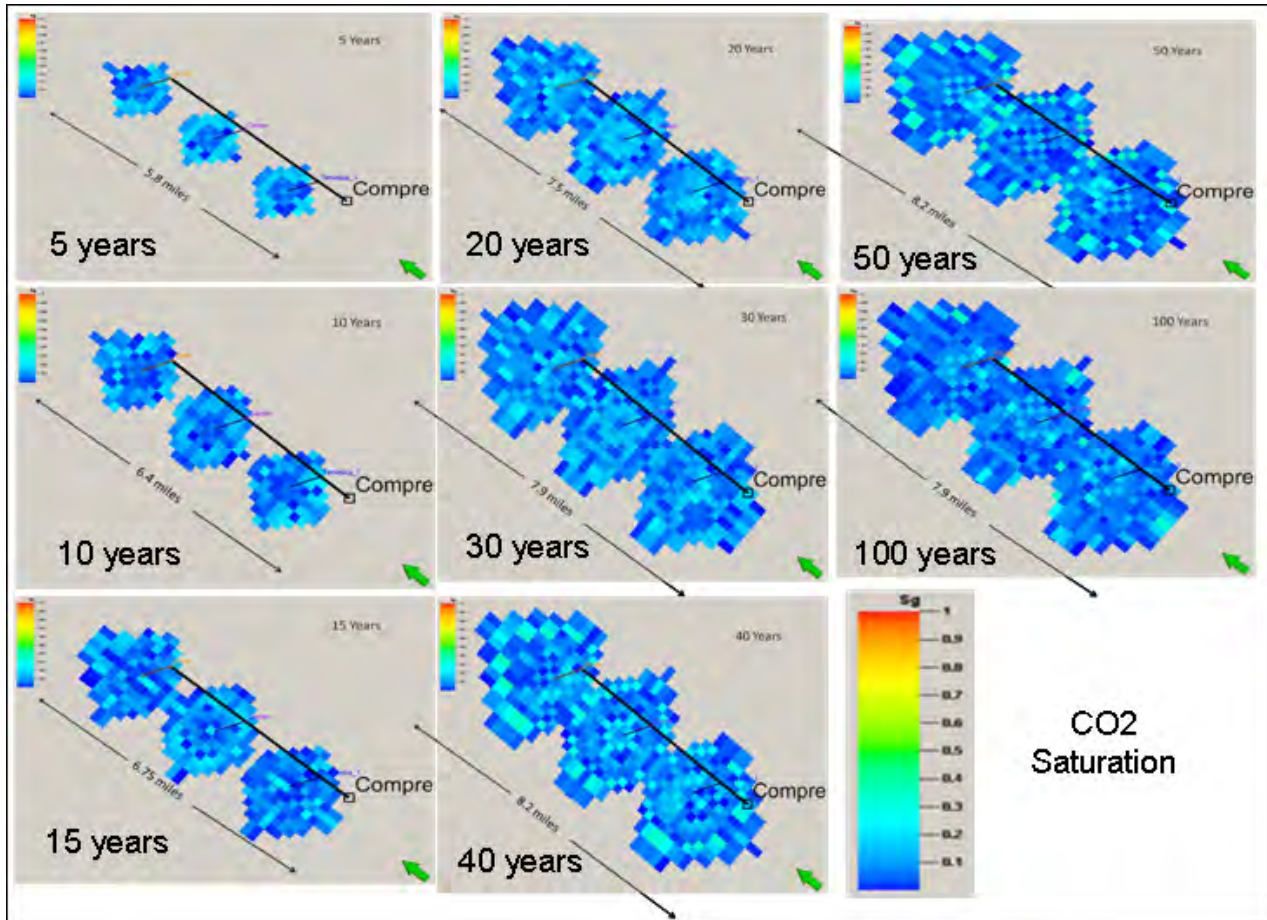 5 Years
5.8 miles
Compre
5 years
20 Years
7.5 miles
Compre
20 years
50 Years
8.2 miles
Compre
50 years
10 Years
6.4 miles
Compre
10 years
30 Years
7.9 miles
Compre
30 years
100 Years
7.9 miles
Compre
100 years
15 Years
6.75 miles
Compre
15 years
40 Years
8.2 miles
Compre
40 years
Sg
1
0.9
0.8
0.7
0.6
0.5
0.4
0.3
0.2
0.1
CO2
Saturation